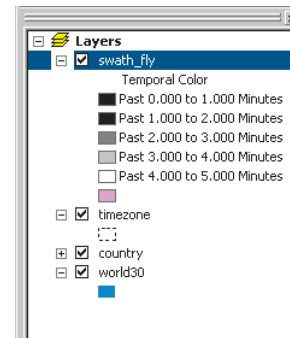 Layers
swath_fly
Temporal Color
Past 0.000 to 1.000 Minutes
Past 1.000 to 2.000 Minutes
Past 2.000 to 3.000 Minutes
Past 3.000 to 4.000 Minutes
Past 4.000 to 5.000 Minutes
timezone
country
world30